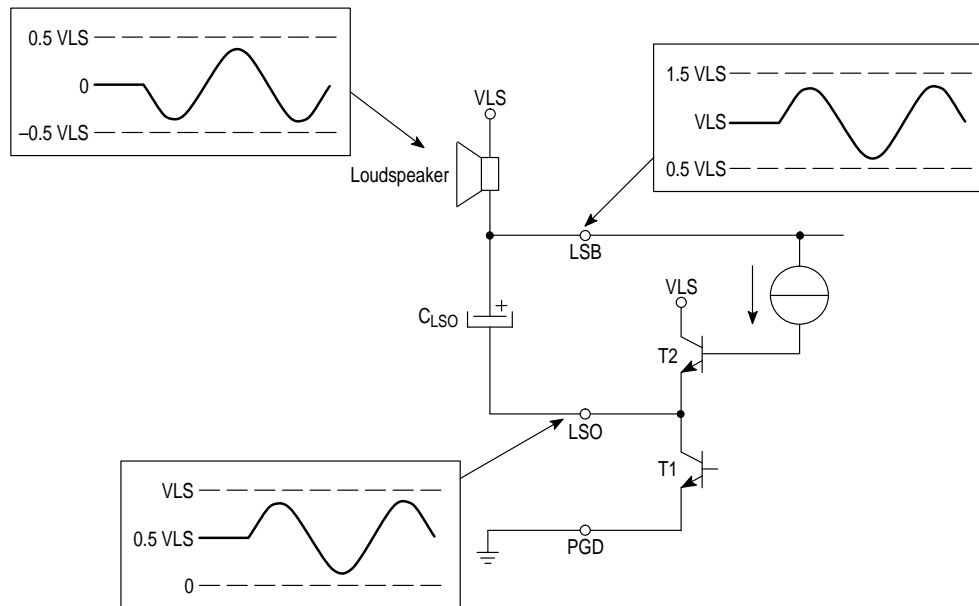 0.5 VLS
0
–0.5 VLS
VLS
Loudspeaker
1.5 VLS
VLS
0.5 VLS
LSB
VLS
CLSO
+
T2
LSO
T1
VLS
0.5 VLS
0
PGD